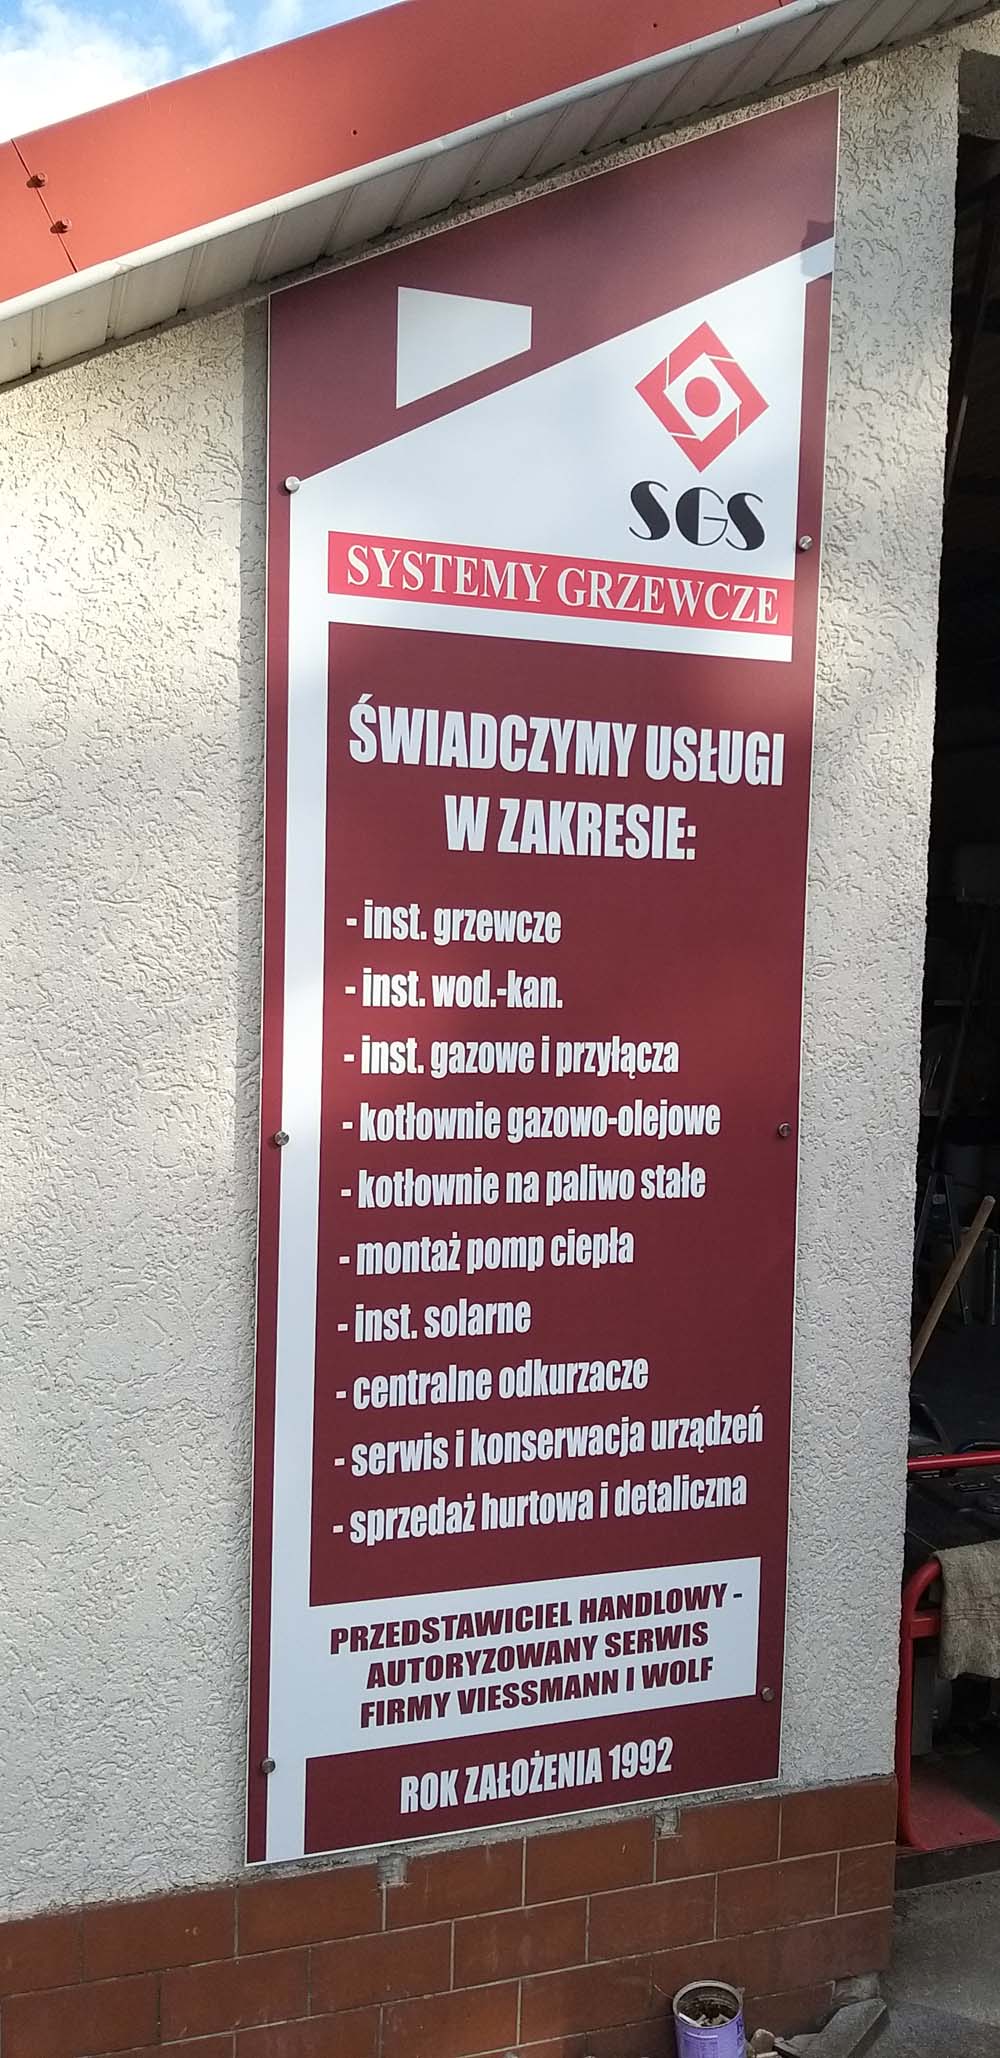 SGS
SYSTEMY GRZEWCZE
ŚWIADCZYMY USŁUGI
W ZAKRESIE:
- inst. grzewcze
- inst. wod.-kan.
- inst. gazowe i przyłącza
- kotłownie gazowo-olejowe
- kotłownie na paliwo stałe
- montaż pomp ciepła
- inst. solarne
- centralne odkurzacze
- serwis i konserwacja urządzeń
- sprzedaż hurtowa i detaliczna
PRZEDSTAWICIEL HANDLOWY -
AUTORYZOWANY SERWIS
FIRMY VIESSMANN I WOLF
ROK ZAŁOŻENIA 1992